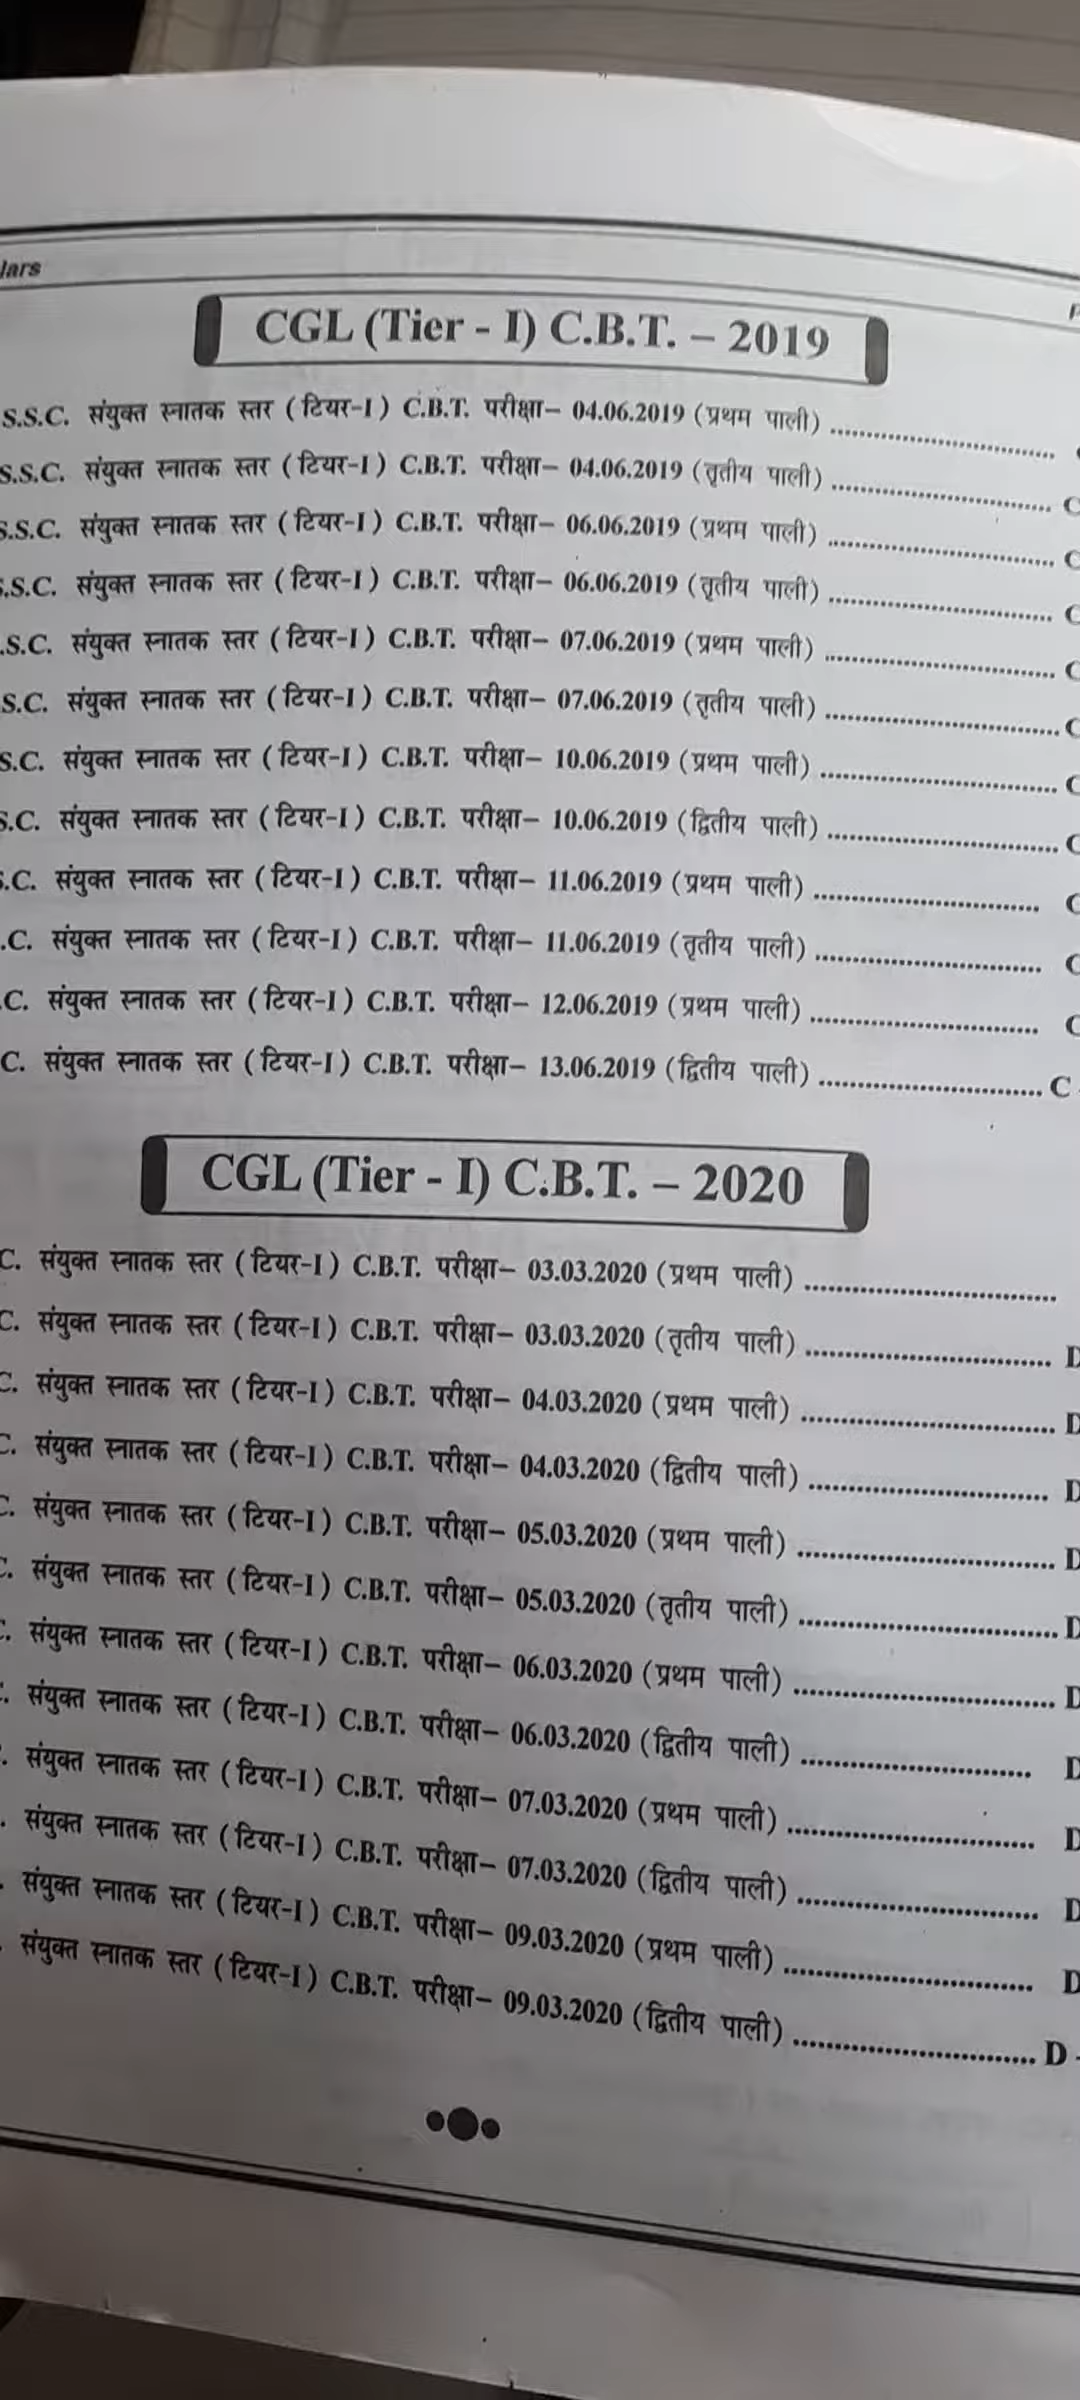 lars
CGL (Tier - I) C.B.T. – 2019
S.S.C. संयुक्त स्नातक स्तर (टियर-I) C.B.T. परीक्षा– 04.06.2019 (प्रथम पाली) ..............................
S.S.C. संयुक्त स्नातक स्तर (टियर-I) C.B.T. परीक्षा– 04.06.2019 (तृतीय पाली) .............................. C
S.S.C. संयुक्त स्नातक स्तर (टियर-I) C.B.T. परीक्षा– 06.06.2019 (प्रथम पाली) .............................. C
.S.C. संयुक्त स्नातक स्तर (टियर-I) C.B.T. परीक्षा– 06.06.2019 (तृतीय पाली) .............................. C
.S.C. संयुक्त स्नातक स्तर (टियर-I) C.B.T. परीक्षा– 07.06.2019 (प्रथम पाली) .............................. C
S.C. संयुक्त स्नातक स्तर (टियर-I) C.B.T. परीक्षा– 07.06.2019 (तृतीय पाली) .............................. C
S.C. संयुक्त स्नातक स्तर (टियर-I) C.B.T. परीक्षा– 10.06.2019 (प्रथम पाली) .............................. C
S.C. संयुक्त स्नातक स्तर (टियर-I) C.B.T. परीक्षा– 10.06.2019 (द्वितीय पाली) .............................. C
.C. संयुक्त स्नातक स्तर (टियर-I) C.B.T. परीक्षा– 11.06.2019 (प्रथम पाली) .............................. C
.C. संयुक्त स्नातक स्तर (टियर-I) C.B.T. परीक्षा– 11.06.2019 (तृतीय पाली) .............................. C
.C. संयुक्त स्नातक स्तर (टियर-I) C.B.T. परीक्षा– 12.06.2019 (प्रथम पाली) .............................. C
C. संयुक्त स्नातक स्तर (टियर-I) C.B.T. परीक्षा– 13.06.2019 (द्वितीय पाली) .............................. C -
CGL (Tier - I) C.B.T. – 2020
C. संयुक्त स्नातक स्तर (टियर-I) C.B.T. परीक्षा– 03.03.2020 (प्रथम पाली) ..............................
C. संयुक्त स्नातक स्तर (टियर-I) C.B.T. परीक्षा– 03.03.2020 (तृतीय पाली) .............................. D
C. संयुक्त स्नातक स्तर (टियर-I) C.B.T. परीक्षा– 04.03.2020 (प्रथम पाली) .............................. D
C. संयुक्त स्नातक स्तर (टियर-I) C.B.T. परीक्षा– 04.03.2020 (द्वितीय पाली) .............................. D
C. संयुक्त स्नातक स्तर (टियर-I) C.B.T. परीक्षा– 05.03.2020 (प्रथम पाली) .............................. D
C. संयुक्त स्नातक स्तर (टियर-I) C.B.T. परीक्षा– 05.03.2020 (तृतीय पाली) .............................. D
. संयुक्त स्नातक स्तर (टियर-I) C.B.T. परीक्षा– 06.03.2020 (प्रथम पाली) .............................. D
. संयुक्त स्नातक स्तर (टियर-I) C.B.T. परीक्षा– 06.03.2020 (द्वितीय पाली) .............................. D
. संयुक्त स्नातक स्तर (टियर-I) C.B.T. परीक्षा– 07.03.2020 (प्रथम पाली) .............................. D
. संयुक्त स्नातक स्तर (टियर-I) C.B.T. परीक्षा– 07.03.2020 (द्वितीय पाली) .............................. D
. संयुक्त स्नातक स्तर (टियर-I) C.B.T. परीक्षा– 09.03.2020 (प्रथम पाली) .............................. D
. संयुक्त स्नातक स्तर (टियर-I) C.B.T. परीक्षा– 09.03.2020 (द्वितीय पाली) .............................. D -